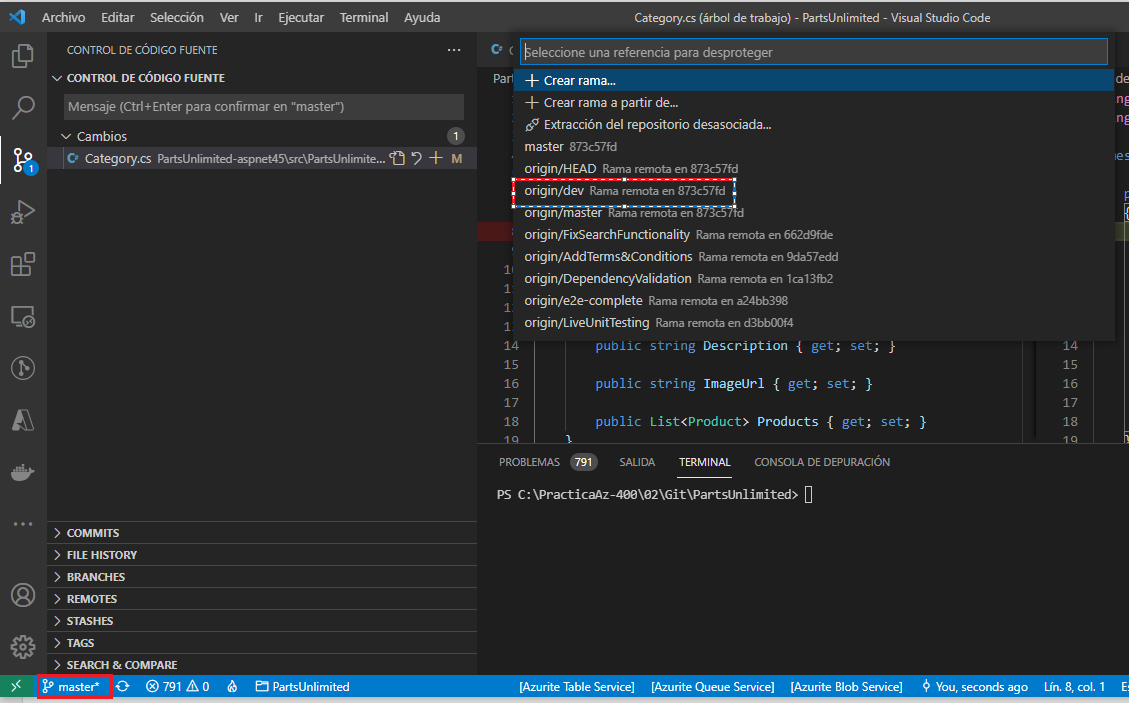 Archivo Editar Selección Ver Ir Ejecutar Terminal Ayuda Category.cs (árbol de trabajo) - PartsUnlimited - Visual Studio Code
CONTROL DE CÓDIGO FUENTE ···
CONTROL DE CÓDIGO FUENTE
Mensaje (Ctrl+Enter para confirmar en "master")
Cambios 1
Category.cs PartsUnlimited-aspnet45\src\PartsUnlimite... M
1
COMMITS
FILE HISTORY
BRANCHES
REMOTES
STASHES
TAGS
SEARCH & COMPARE
Seleccione una referencia para desproteger
Crear rama...
Crear rama a partir de...
Extracción del repositorio desasociada...
master 873c57fd
origin/HEAD Rama remota en 873c57fd
origin/dev Rama remota en 873c57fd
origin/master Rama remota en 873c57fd
origin/FixSearchFunctionality Rama remota en 662d9fde
origin/AddTerms&Conditions Rama remota en 9da57edd
origin/DependencyValidation Rama remota en 1ca13fb2
origin/e2e-complete Rama remota en a24bb398
origin/LiveUnitTesting Rama remota en d3bb00f4
14 public string Description { get; set; } 14
15 15
16 public string ImageUrl { get; set; } 16
17 17
18 public List<Product> Products { get; set; } 18
19 } 19
PROBLEMAS 791 SALIDA TERMINAL CONSOLA DE DEPURACIÓN
PS C:\PracticaAz-400\02\Git\PartsUnlimited>
master* 791 0 PartsUnlimited [Azurite Table Service] [Azurite Queue Service] [Azurite Blob Service] You, seconds ago Lín. 8, col. 1